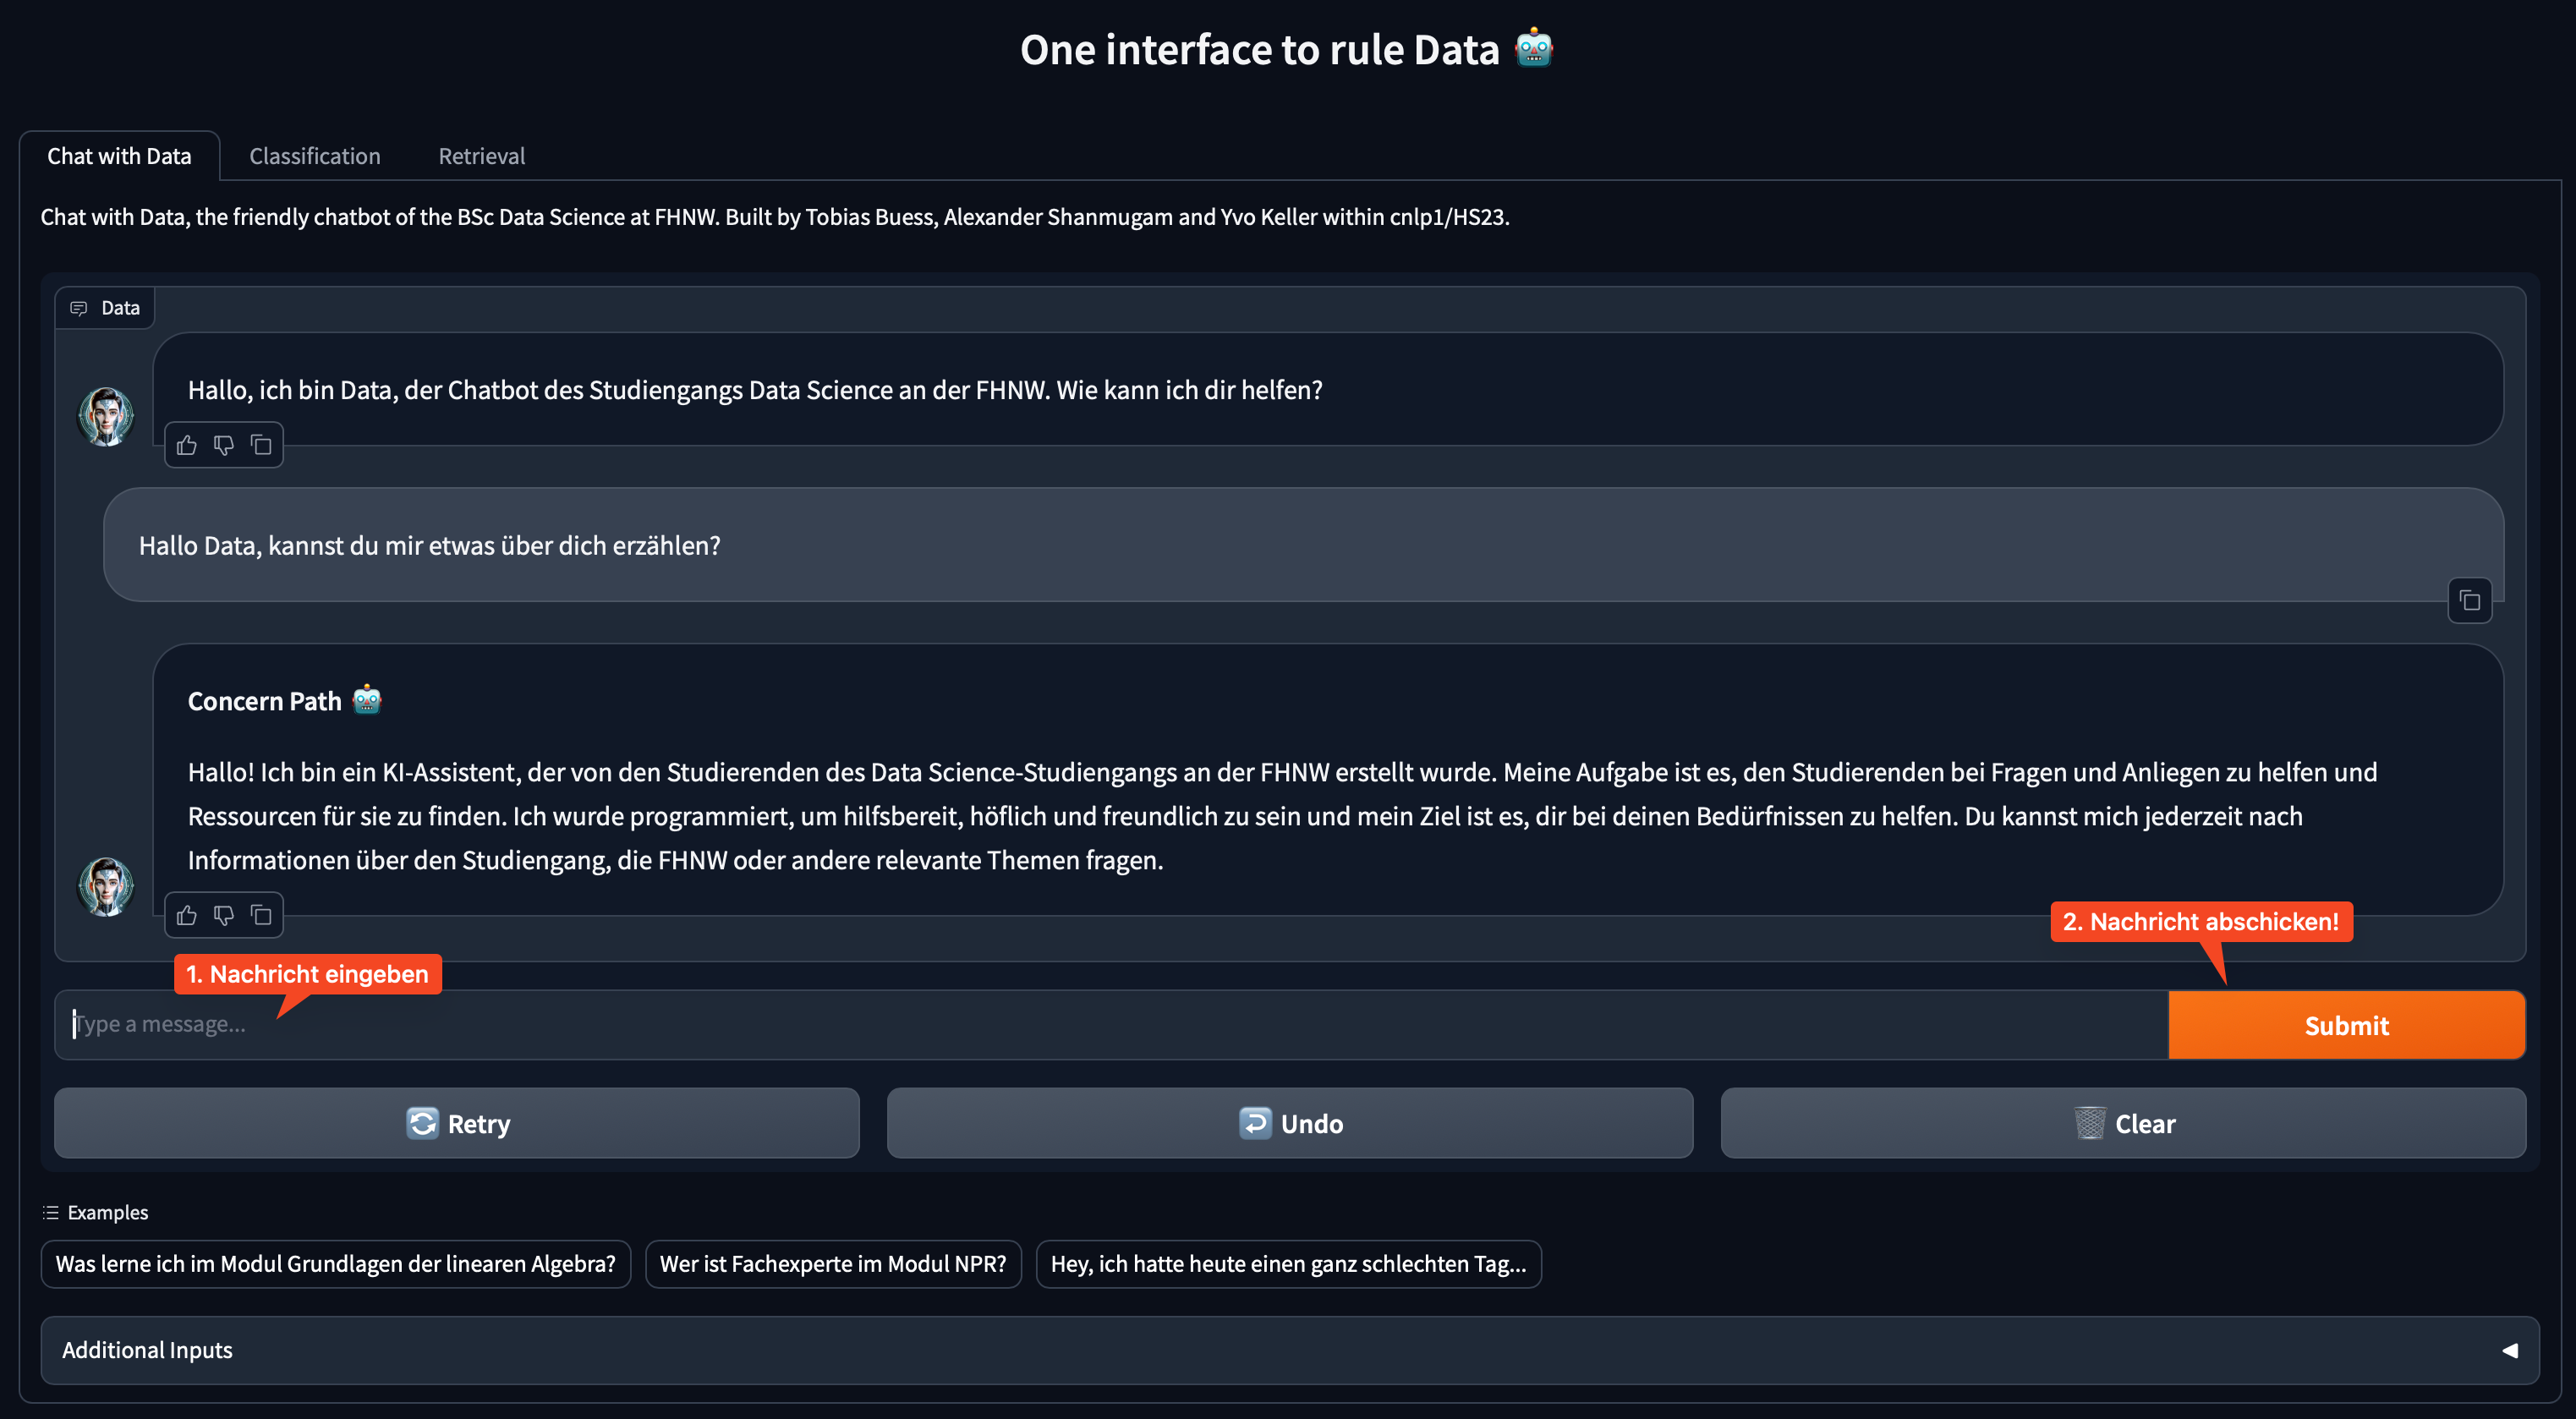 One interface to rule Data 🤖
Chat with Data
Classification
Retrieval
Chat with Data, the friendly chatbot of the BSc Data Science at FHNW. Built by Tobias Buess, Alexander Shanmugam and Yvo Keller within cnlp1/HS23.
Data
Hallo, ich bin Data, der Chatbot des Studiengangs Data Science an der FHNW. Wie kann ich dir helfen?
Hallo Data, kannst du mir etwas über dich erzählen?
Concern Path 🤖
Hallo! Ich bin ein KI-Assistent, der von den Studierenden des Data Science-Studiengangs an der FHNW erstellt wurde. Meine Aufgabe ist es, den Studierenden bei Fragen und Anliegen zu helfen und
Ressourcen für sie zu finden. Ich wurde programmiert, um hilfsbereit, höflich und freundlich zu sein und mein Ziel ist es, dir bei deinen Bedürfnissen zu helfen. Du kannst mich jederzeit nach
Informationen über den Studiengang, die FHNW oder andere relevante Themen fragen.
2. Nachricht abschicken!
1. Nachricht eingeben
Type a message...
Submit
🔄 Retry
↩️ Undo
🗑️ Clear
Examples
Was lerne ich im Modul Grundlagen der linearen Algebra?
Wer ist Fachexperte im Modul NPR?
Hey, ich hatte heute einen ganz schlechten Tag...
Additional Inputs